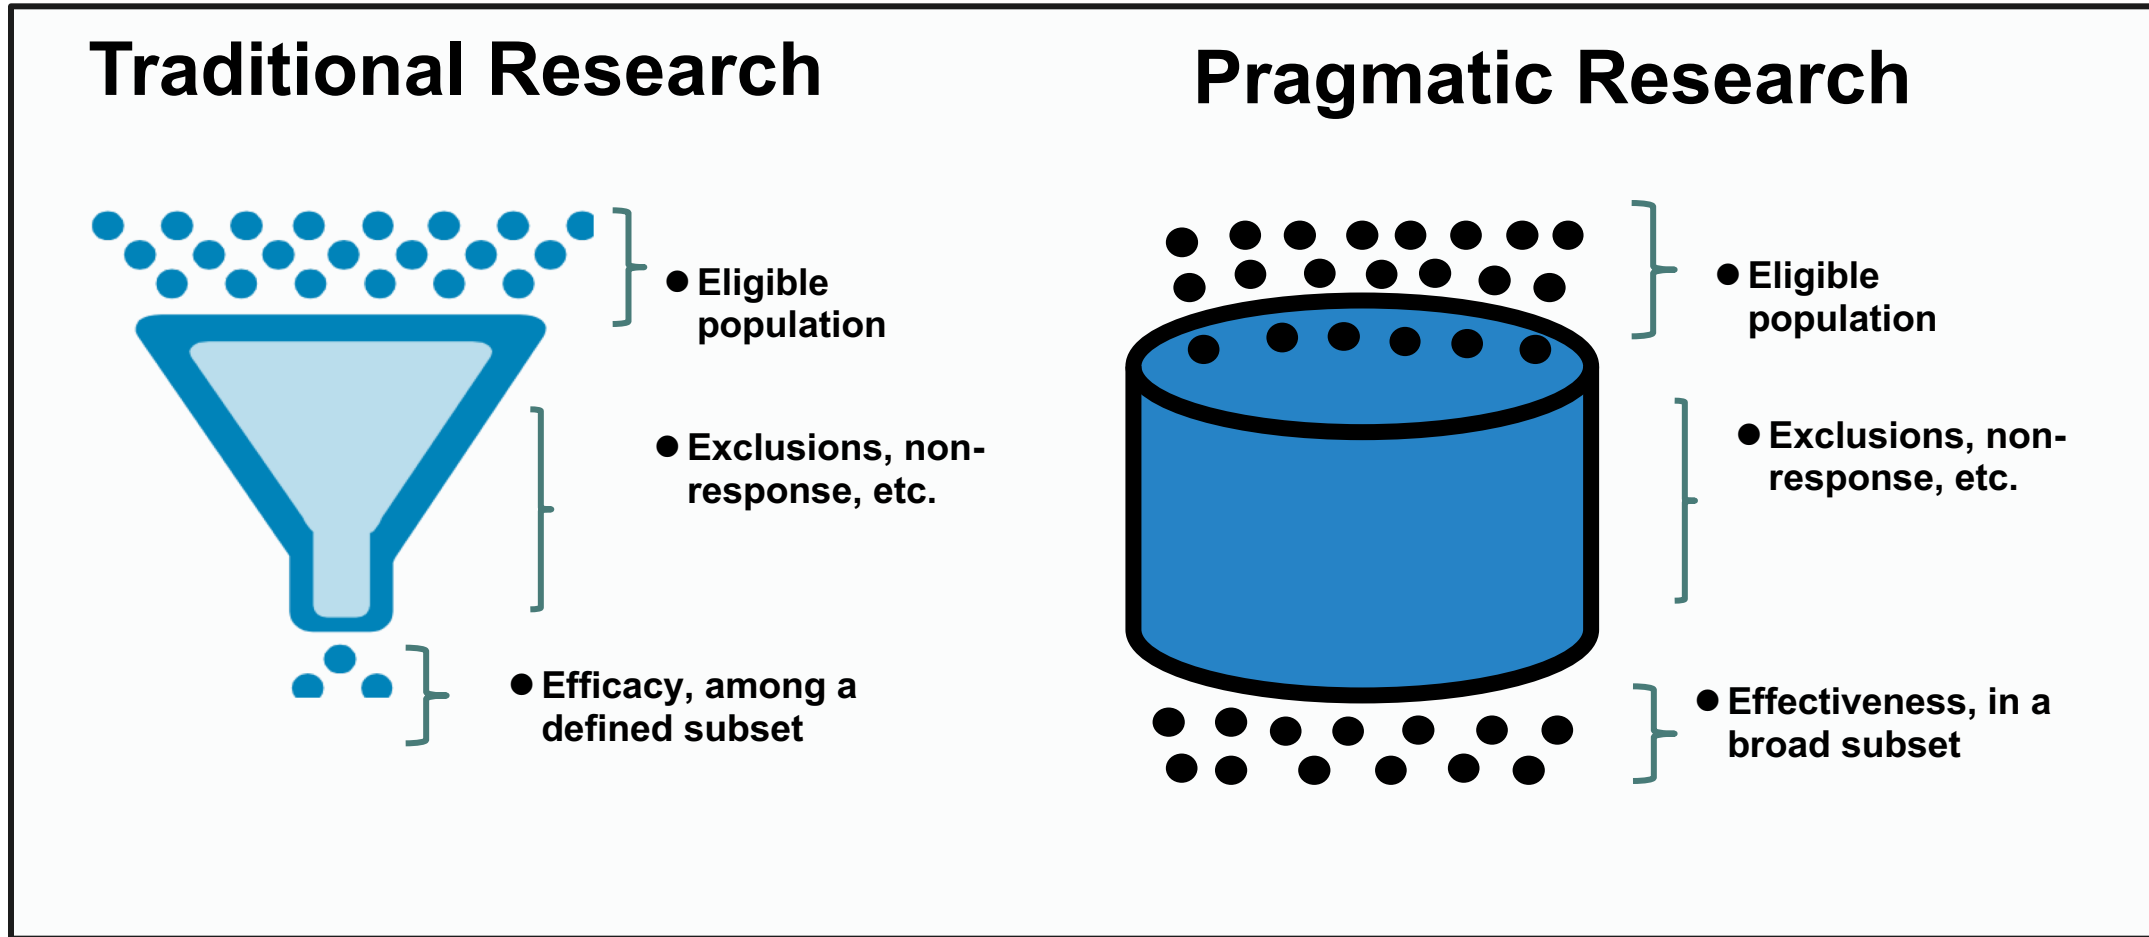 Traditional Research
● Eligible
population
● Exclusions, non-
response, etc.
● Efficacy, among a
defined subset
Pragmatic Research
● Eligible
population
● Exclusions, non-
response, etc.
● Effectiveness, in a
broad subset